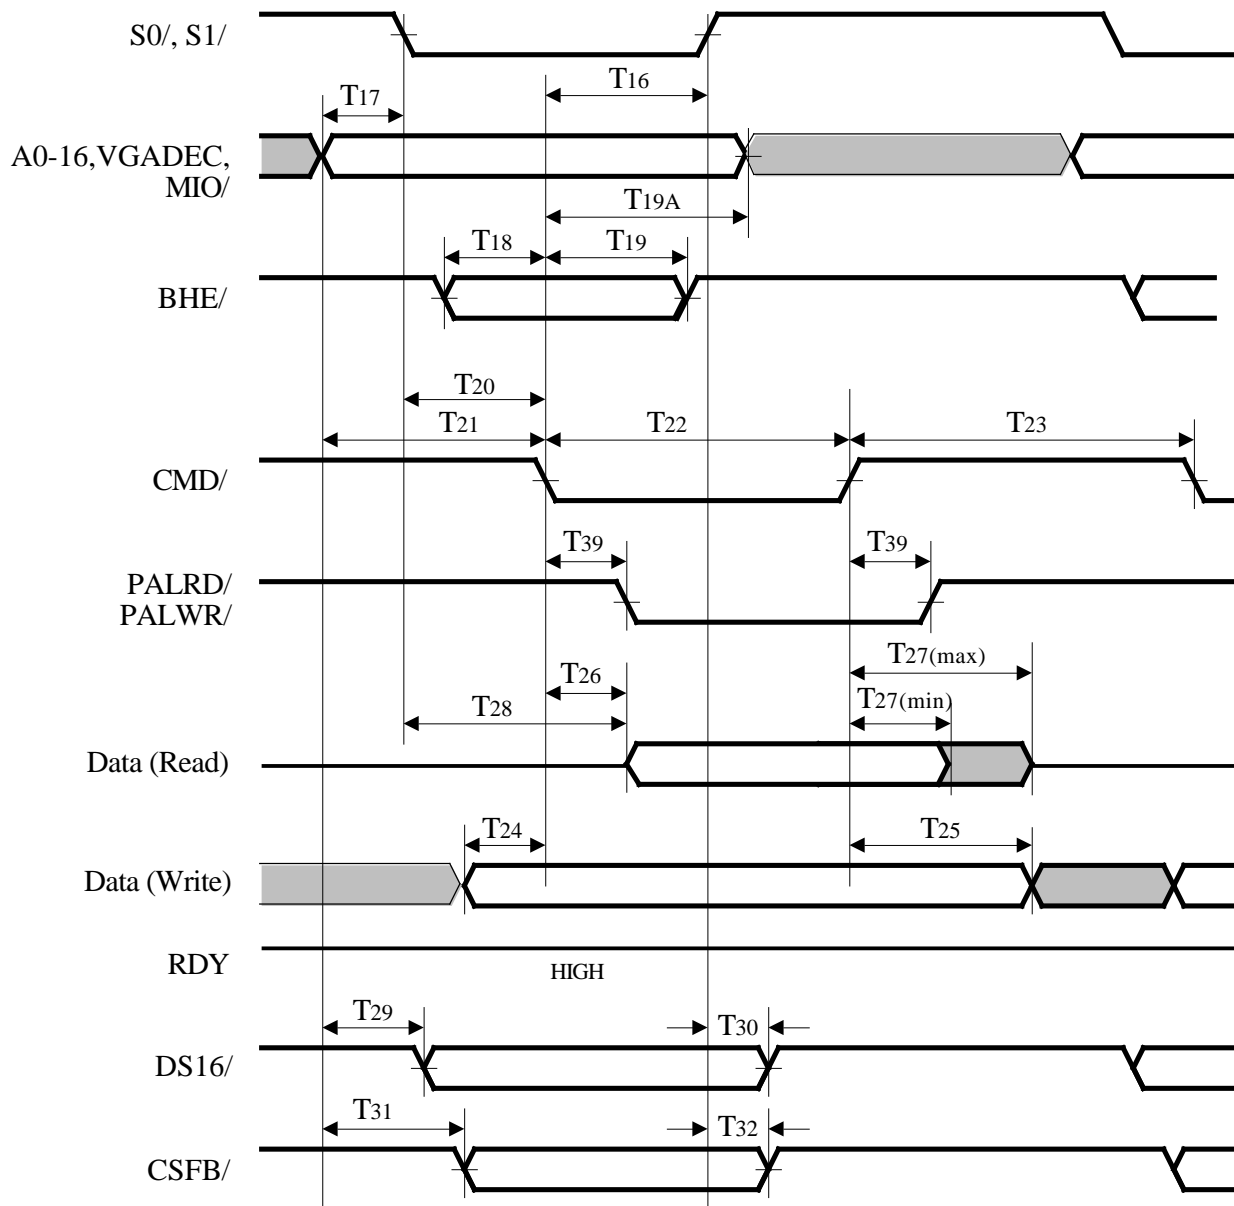 S0/, S1/
T16
T17
A0-16,VGADEC,
MIO/
T19A
T18
T19
BHE/
T20
T21
T22
T23
CMD/
T39
T39
PALRD/
PALWR/
T27(max)
T26
T27(min)
T28
Data (Read)
T24
T25
Data (Write)
RDY
HIGH
T29
T30
DS16/
T31
T32
CSFB/